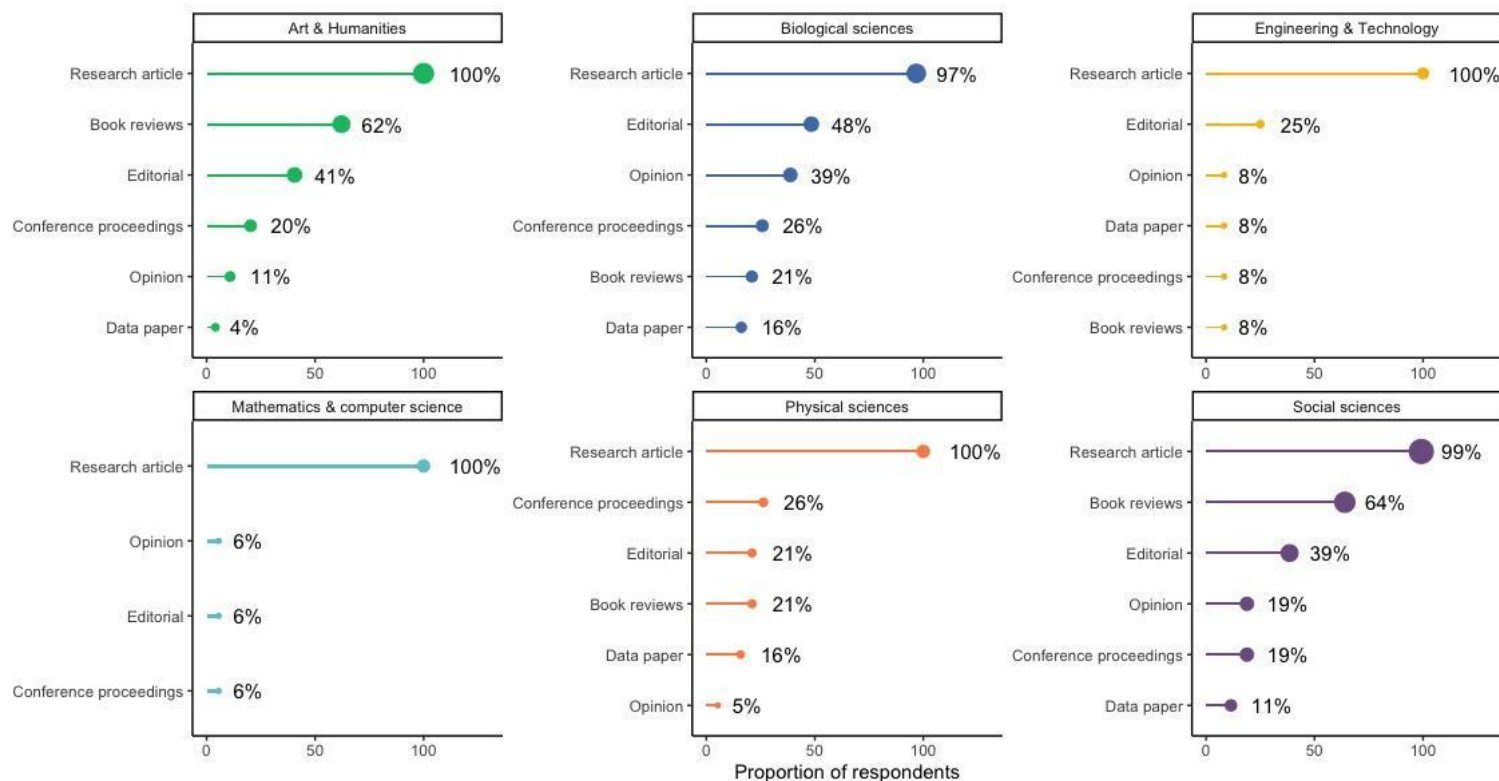 Art & Humanities
Research article 100%
Book reviews 62%
Editorial 41%
Conference proceedings 20%
Opinion 11%
Data paper 4%
0 50 100
Biological sciences
Research article 97%
Editorial 48%
Opinion 39%
Conference proceedings 26%
Book reviews 21%
Data paper 16%
0 50 100
Engineering & Technology
Research article 100%
Editorial 25%
Opinion 8%
Data paper 8%
Conference proceedings 8%
Book reviews 8%
0 50 100
Mathematics & computer science
Research article 100%
Opinion 6%
Editorial 6%
Conference proceedings 6%
0 50 100
Physical sciences
Research article 100%
Conference proceedings 26%
Editorial 21%
Book reviews 21%
Data paper 16%
Opinion 5%
0 50 100
Social sciences
Research article 99%
Book reviews 64%
Editorial 39%
Opinion 19%
Conference proceedings 19%
Data paper 11%
0 50 100
Proportion of respondents